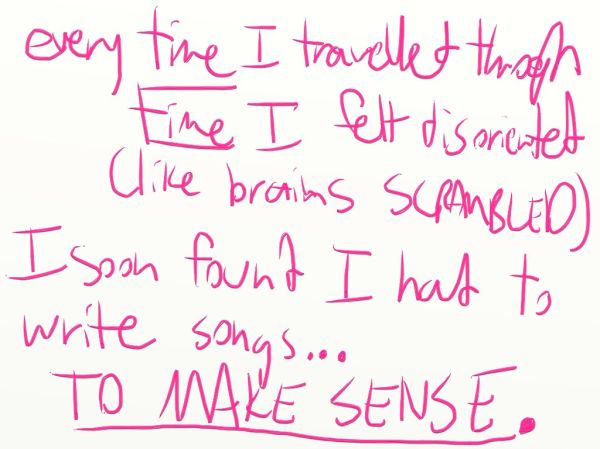 every time I travelled through
time I felt disoriented
(like brains SCRAMBLED)
I soon found I had to
write songs...
TO MAKE SENSE.